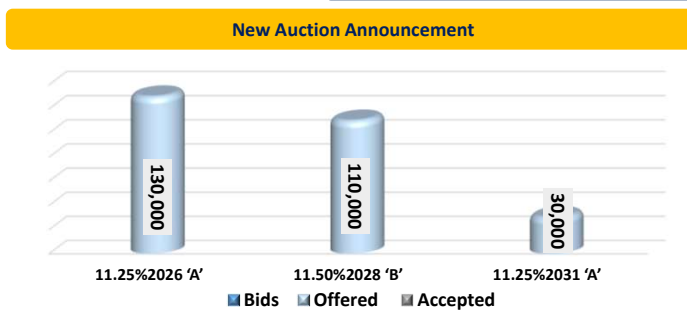 New Auction Announcement
130,000
110,000
30,000
11.25%2026 ‘A’ 11.50%2028 ‘B’ 11.25%2031 ‘A’
Bids Offered Accepted